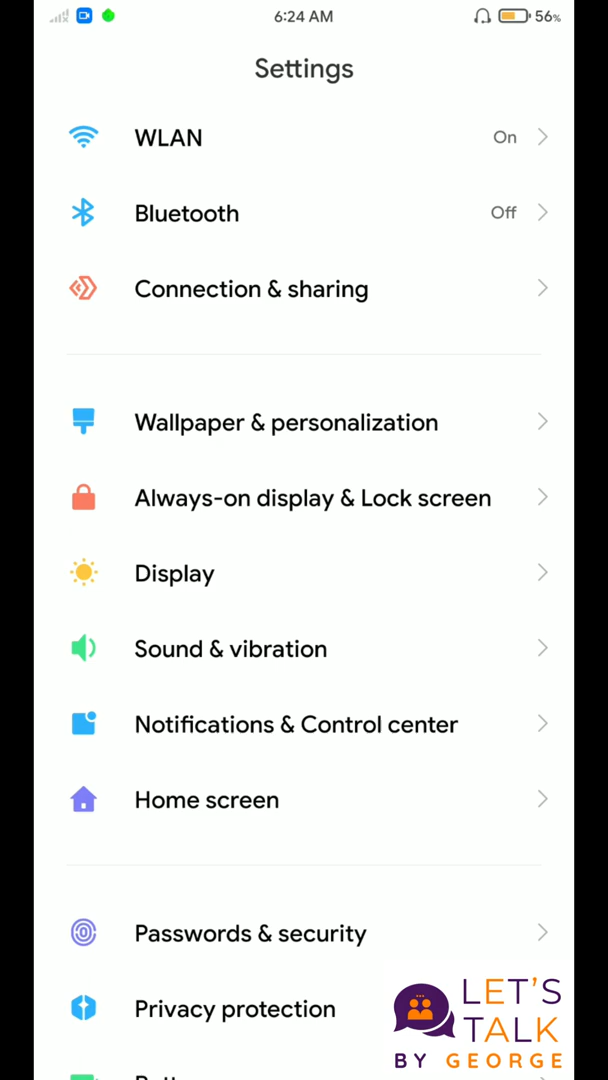 6:24 AM
56%
Settings
WLAN On
Bluetooth Off
Connection & sharing
Wallpaper & personalization
Always-on display & Lock screen
Display
Sound & vibration
Notifications & Control center
Home screen
Passwords & security
Privacy protection
LET'S
TALK
BY GEORGE